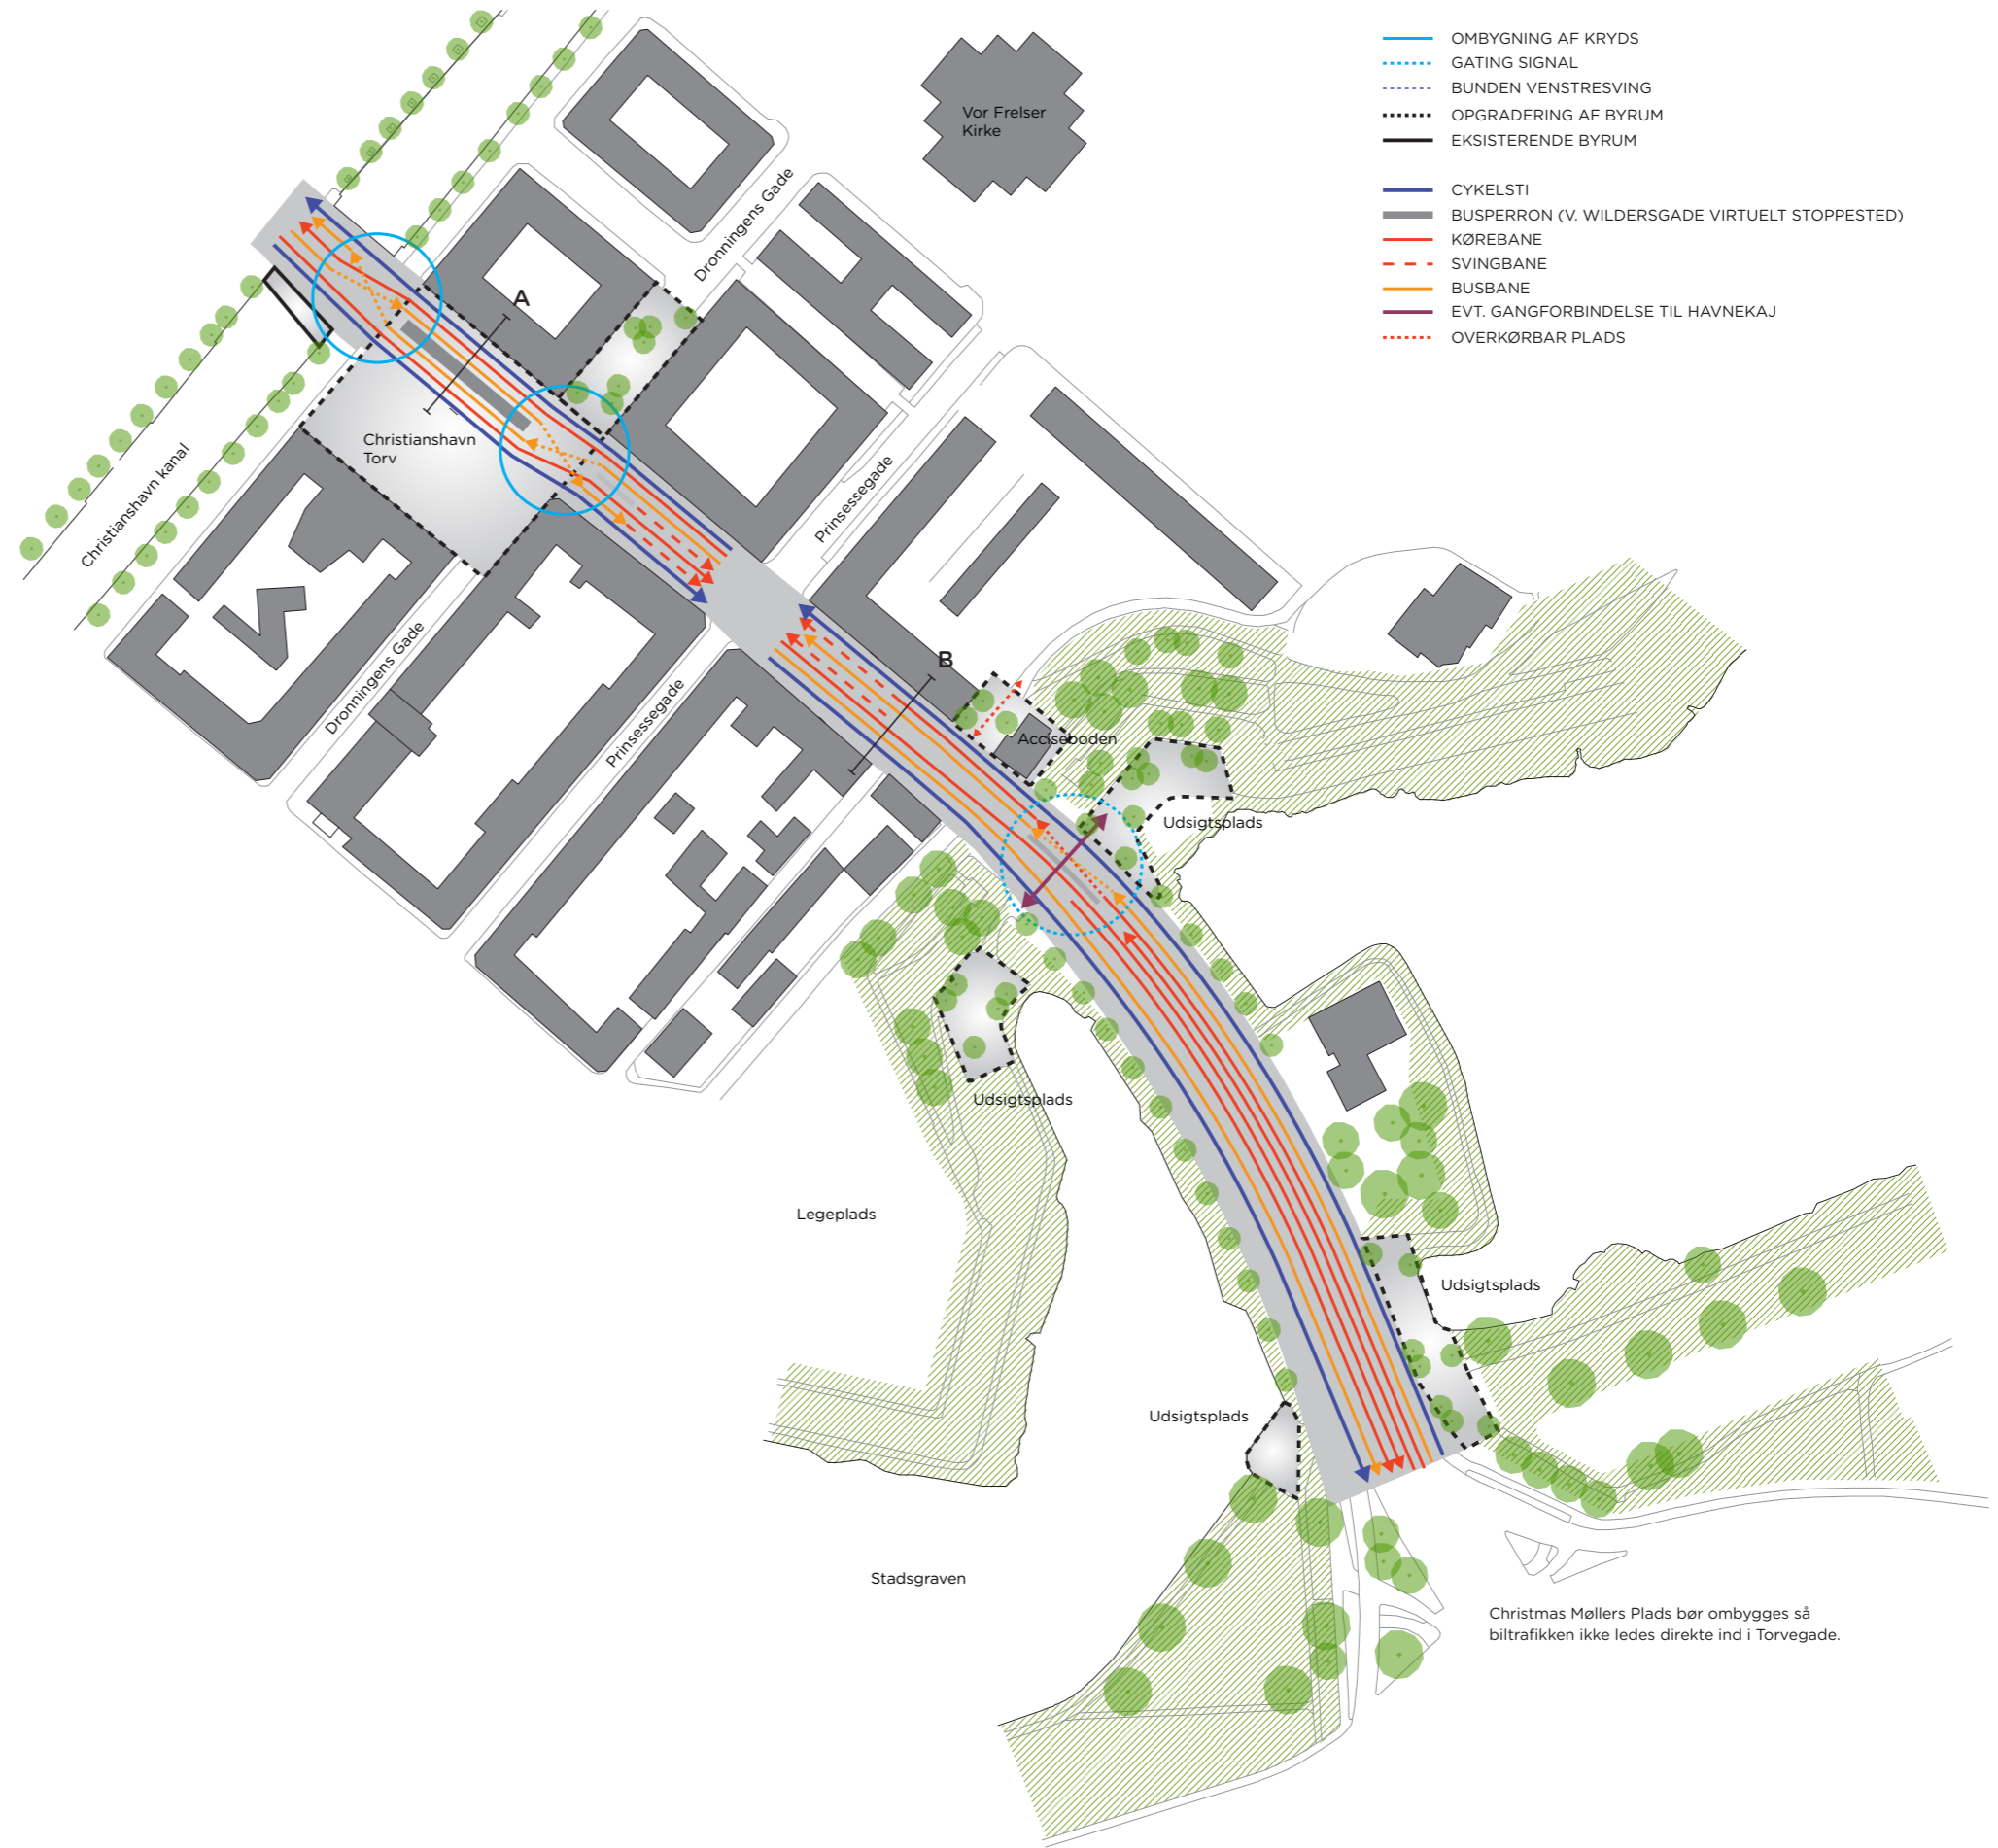 OMBYGNING AF KRYDS
GATING SIGNAL
BUNDEN VENSTRESVING
OPGRADERING AF BYRUM
EKSISTERENDE BYRUM
CYKELSTI
BUSPERRON (V. WILDERSGADE VIRTUELT STOPPESTED)
KØREBANE
SVINGBANE
BUSBANE
EVT. GANGFORBINDELSE TIL HAVNEKAJ
OVERKØRBAR PLADS
Vor Frelser
Kirke
Dronningens Gade
A
Christianshavn
Torv
Christianshavn kanal
Prinsessegade
Dronningens Gade
Prinsessegade
B
Acciseboden
Udsigtsplads
Udsigtsplads
Legeplads
Udsigtsplads
Udsigtsplads
Stadsgraven
Christmas Møllers Plads bør ombygges så
biltrafikken ikke ledes direkte ind i Torvegade.